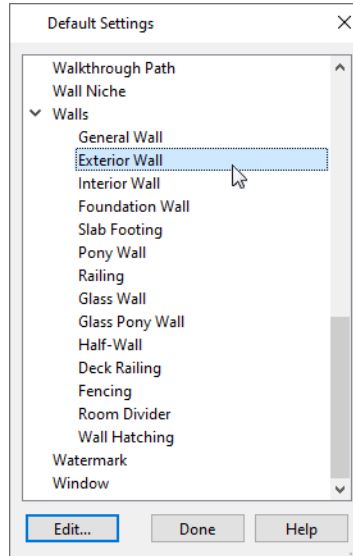 Default Settings
Walkthrough Path
Wall Niche
Walls
General Wall
Exterior Wall
Interior Wall
Foundation Wall
Slab Footing
Pony Wall
Railing
Glass Wall
Glass Pony Wall
Half-Wall
Deck Railing
Fencing
Room Divider
Wall Hatching
Watermark
Window
Edit... Done Help